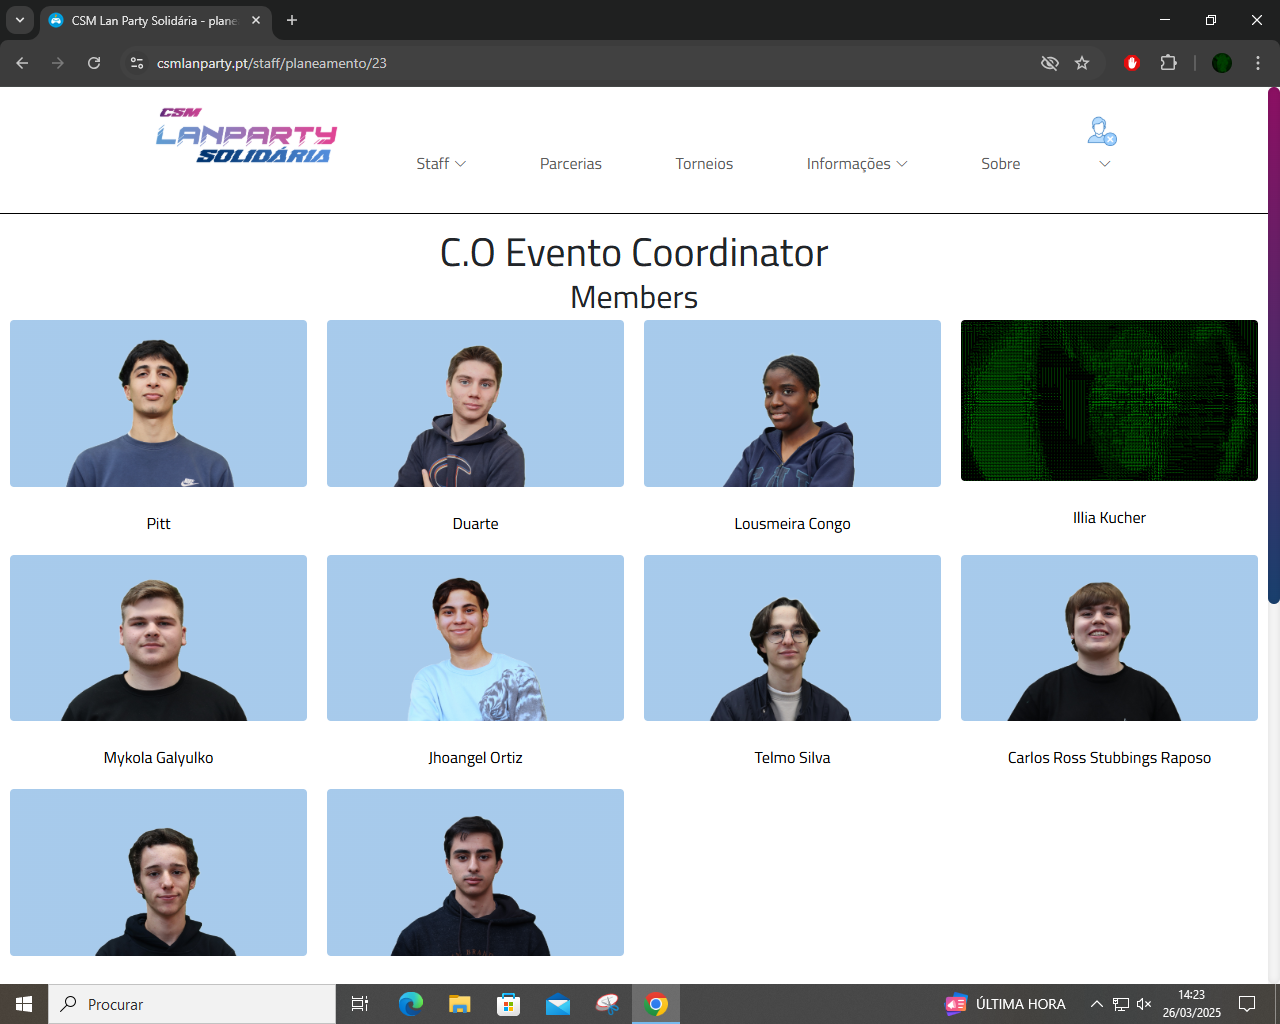 CSM Lan Party Solidária - plane
csmlanparty.pt/staff/planeamento/23
CSM
LANPARTY
SOLIDÁRIA
Staff
Parcerias
Torneios
Informações
Sobre
C.O Evento Coordinator
Members
Pitt
Duarte
Lousmeira Congo
Illia Kucher
Mykola Galyulko
Jhoangel Ortiz
Telmo Silva
Carlos Ross Stubbings Raposo
Procurar
ÚLTIMA HORA
14:23
26/03/2025